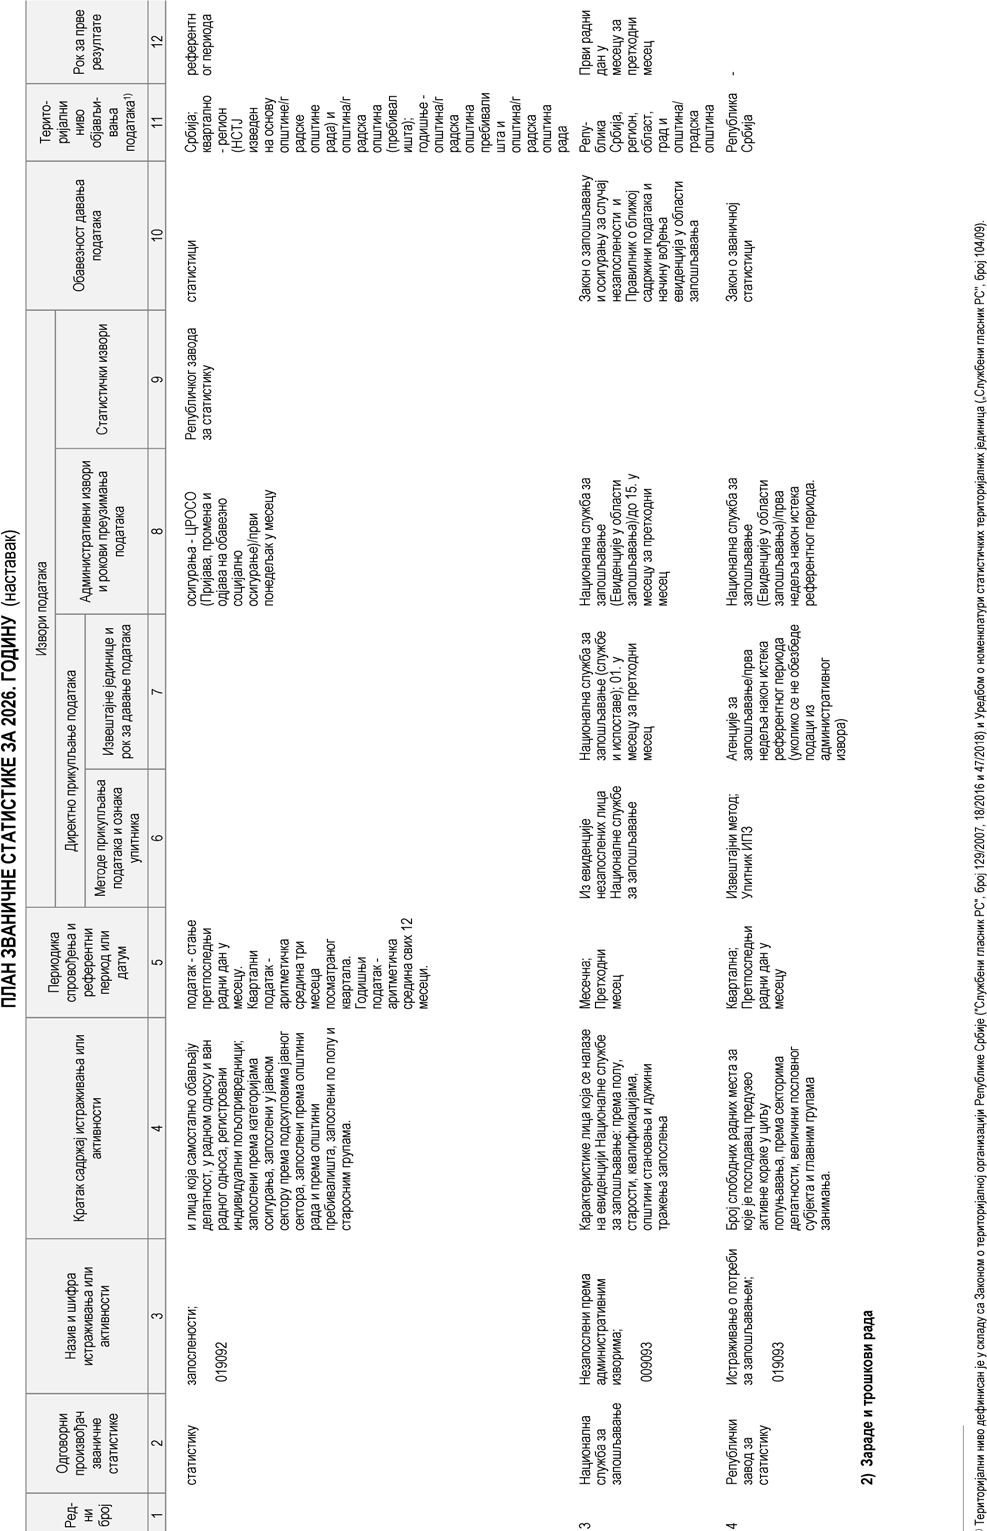 ПЛАН ЗВАНИЧНЕ СТАТИСТИКЕ ЗА 2026. ГОДИНУ (наставак)
Ред-
ни
број
Одговорни
произвођач
званичне
статистике
Назив и шифра
истраживања или
активности
Кратак садржај истраживања или
активности
Периодика
спровођења и
референтни
период или
датум
Извори података
Директно прикупљање података
Методе прикупљања
података и ознака
упитника
Извештајне јединице и
рок за давање података
Административни извори
и рокови преузимања
података
Статистички извори
Обавезност давања
података
Терито-
ријални
ниво
објављи-
вања
података¹⁾
Рок за прве
резултате
1
2
3
4
5
6
7
8
9
10
11
12
статистику
запослености;
019092
и лица која самостално обављају
делатност, у радном односу и ван
радног односа, регистровани
индивидуални пољопривредници;
запослени према категоријама
осигурања, запослени у јавном
сектору према подскуповима јавног
сектора, запослени према општини
рада и према општини
пребивалишта, запослени по полу и
старосним групама.
податак - стање
претпоследњи
радни дан у
месецу.
Квартални
податак -
аритметичка
средина три
месеца
посматраног
квартала.
Годишњи
податак -
аритметичка
средина свих 12
месеци.
осигурања - ЦРОСО
(Пријава, промена и
одјава на обавезно
социјално
осигурање)/први
понедељак у месецу
Републичког завода
за статистику
статистици
Србија;
квартално
- регион
(НСТЈ
изведен
на основу
општине/г
радске
општине
рада) и
општина/г
радска
општина
(пребивал
ишта);
годишње -
општина/г
радска
општина
пребивали
шта и
општина/г
радска
општина
рада
референтн
ог периода
3
Национална
служба за
запошљавање
Незапослени према
административним
изворима;
009093
Карактеристике лица која се налазе
на евиденцији Националне службе
за запошљавање: према полу,
старости, квалификацијама,
општини становања и дужини
тражења запослења
Месечна;
Претходни
месец
Из евиденције
незапослених лица
Националне службе
за запошљавање
Национална служба за
запошљавање (службе
и испоставе); 01. у
месецу за претходни
месец
Национална служба за
запошљавање
(Евиденције у области
запошљавања)/до 15. у
месецу за претходни
месец
Закон о запошљавању
и осигурању за случај
незапослености и
Правилник о ближој
садржини података и
начину вођења
евиденција у области
запошљавања
Репу-
блика
Србија,
регион,
област,
град и
општина/
градска
општина
Први радни
дан у
месецу за
претходни
месец
4
Републички
завод за
статистику
Истраживање о потреби
за запошљавањем;
019093
Број слободних радних места за
које је послодавац предузео
активне кораке у циљу
попуњавања, према секторима
делатности, величини пословног
субјекта и главним групама
занимања.
Квартална;
Претпоследњи
радни дан у
месецу
Извештајни метод;
Упитник ИПЗ
Агенције за
запошљавање/прва
недеља након истека
референтног периода
(уколико се не обезбеде
подаци из
административног
извора)
Национална служба за
запошљавање
(Евиденције у области
запошљавања)/прва
недеља након истека
референтног периода.
Закон о званичној
статистици
Република
Србија
-
2) Зараде и трошкови рада
⁾ Територијални ниво дефинисан је у складу са Законом о територијалној организацији Републике Србије ("Службени гласник РС", број 129/2007, 18/2016 и 47/2018) и Уредбом о номенклатури статистичких територијалних јединица („Службени гласник РС", број 104/09).